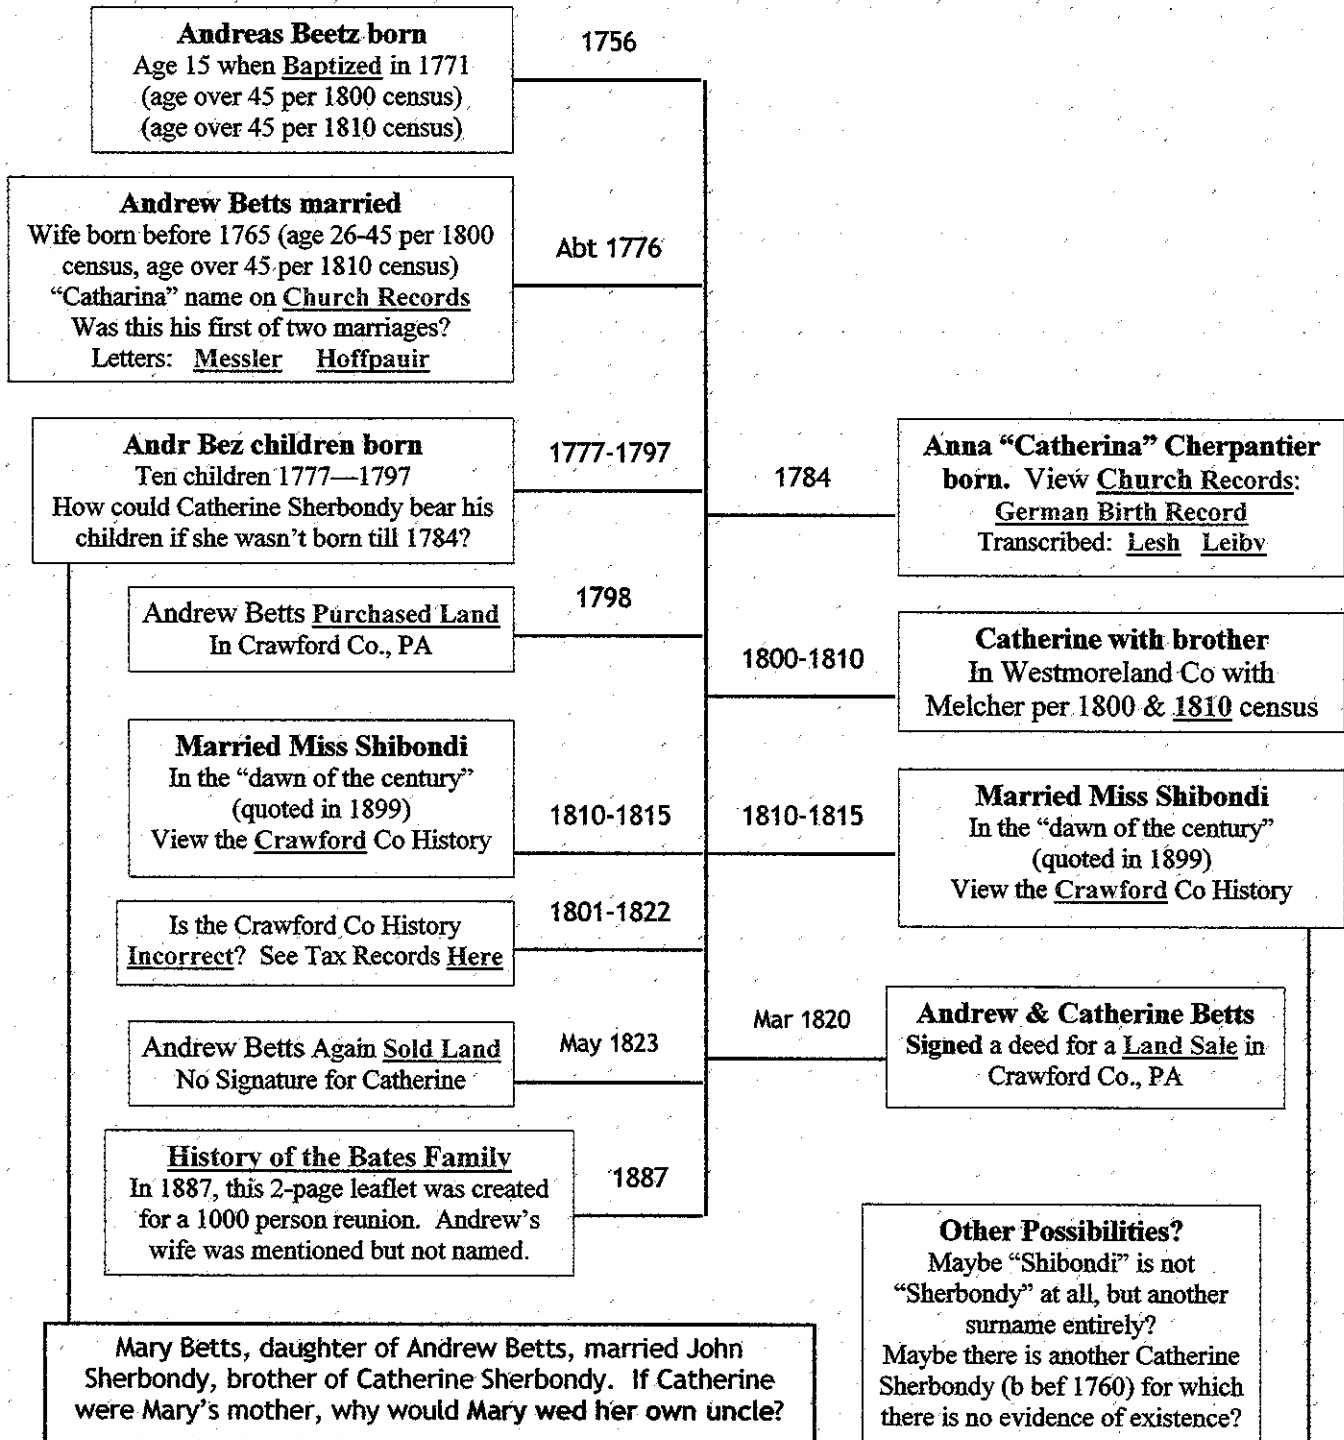 Andreas Beetz born
Age 15 when Baptized in 1771
(age over 45 per 1800 census)
(age over 45 per 1810 census)
1756
Andrew Betts married
Wife born before 1765 (age 26-45 per 1800
census, age over 45 per 1810 census)
“Catharina” name on Church Records
Was this his first of two marriages?
Letters: Messler Hoffpauir
Abt 1776
Andr Bez children born
Ten children 1777—1797
How could Catherine Sherbondy bear his
children if she wasn’t born till 1784?
1777-1797
1784
Anna “Catherina” Cherpantier
born. View Church Records:
German Birth Record
Transcribed: Lesh Leiby
Andrew Betts Purchased Land
In Crawford Co., PA
1798
1800-1810
Catherine with brother
In Westmoreland Co with
Melcher per 1800 & 1810 census
Married Miss Shibondi
In the “dawn of the century”
(quoted in 1899)
View the Crawford Co History
1810-1815
1810-1815
Married Miss Shibondi
In the “dawn of the century”
(quoted in 1899)
View the Crawford Co History
Is the Crawford Co History
Incorrect? See Tax Records Here
1801-1822
Mar 1820
Andrew & Catherine Betts
Signed a deed for a Land Sale in
Crawford Co., PA
Andrew Betts Again Sold Land
No Signature for Catherine
May 1823
History of the Bates Family
In 1887, this 2-page leaflet was created
for a 1000 person reunion. Andrew’s
wife was mentioned but not named.
1887
Other Possibilities?
Maybe “Shibondi” is not
“Sherbondy” at all, but another
surname entirely?
Maybe there is another Catherine
Sherbondy (b bef 1760) for which
there is no evidence of existence?
Mary Betts, daughter of Andrew Betts, married John
Sherbondy, brother of Catherine Sherbondy. If Catherine
were Mary’s mother, why would Mary wed her own uncle?